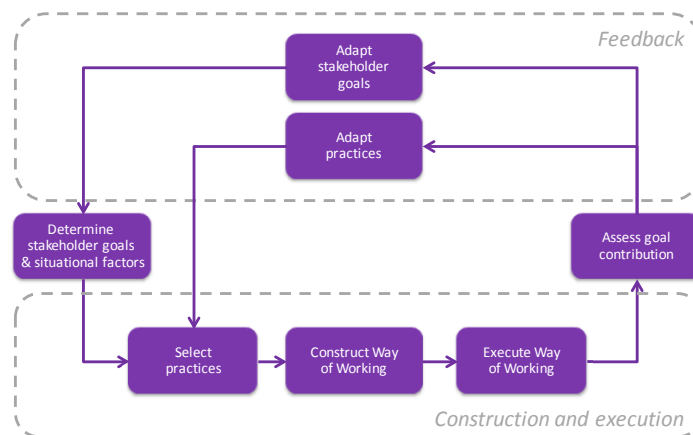 Feedback
Adapt
stakeholder
goals
Adapt
practices
Determine
stakeholder goals
& situational factors
Assess goal
contribution
Select
practices
Construct Way
of Working
Execute Way
of Working
Construction and execution